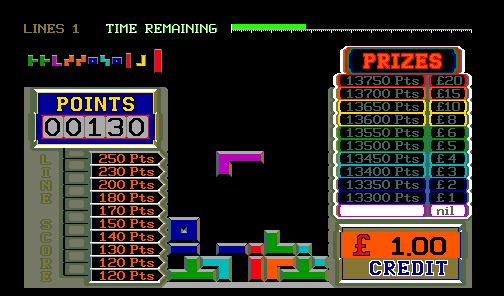 LINES 1 TIME REMAINING
PRIZES
13750 Pts £20
13700 Pts £15
13650 Pts £10
13600 Pts £8
13550 Pts £6
13500 Pts £5
13450 Pts £4
13400 Pts £3
13350 Pts £2
13300 Pts £1
nil
POINTS
00130
LINE SCORE
250 Pts
230 Pts
200 Pts
180 Pts
170 Pts
150 Pts
140 Pts
130 Pts
120 Pts
120 Pts
£ 1.00
CREDIT